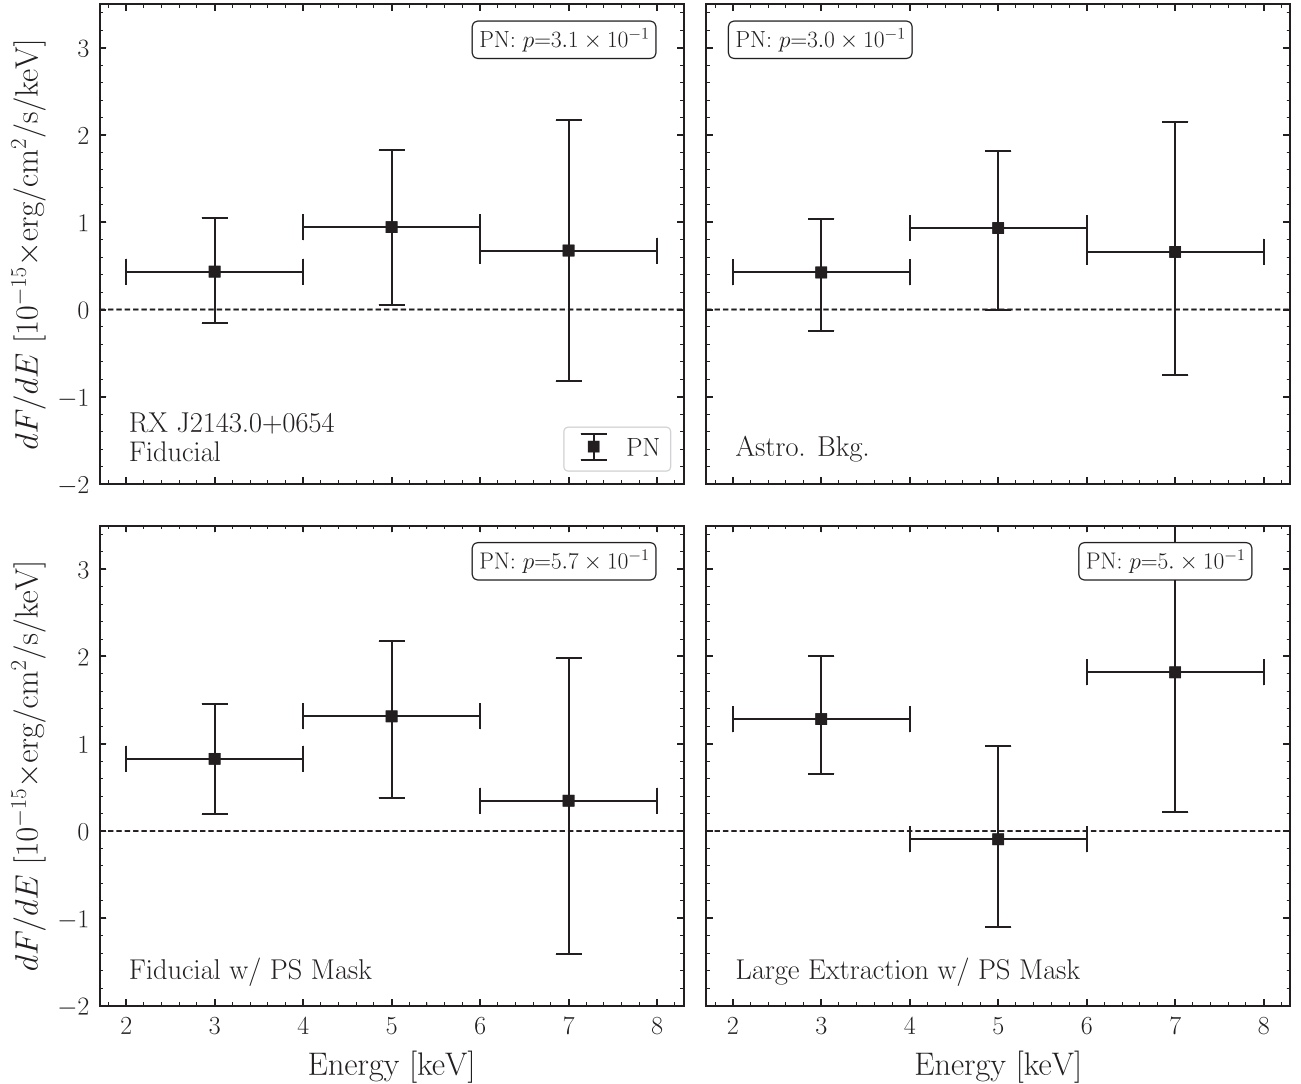 PN: p=3.1 × 10⁻¹
PN: p=3.0 × 10⁻¹
dF/dE [10⁻¹⁵×erg/cm²/s/keV]
3
2
1
0
−1
−2
RX J2143.0+0654
Fiducial
PN
Astro. Bkg.
PN: p=5.7 × 10⁻¹
PN: p=5. × 10⁻¹
dF/dE [10⁻¹⁵×erg/cm²/s/keV]
3
2
1
0
−1
−2
Fiducial w/ PS Mask
Large Extraction w/ PS Mask
2 3 4 5 6 7 8
2 3 4 5 6 7 8
Energy [keV]
Energy [keV]